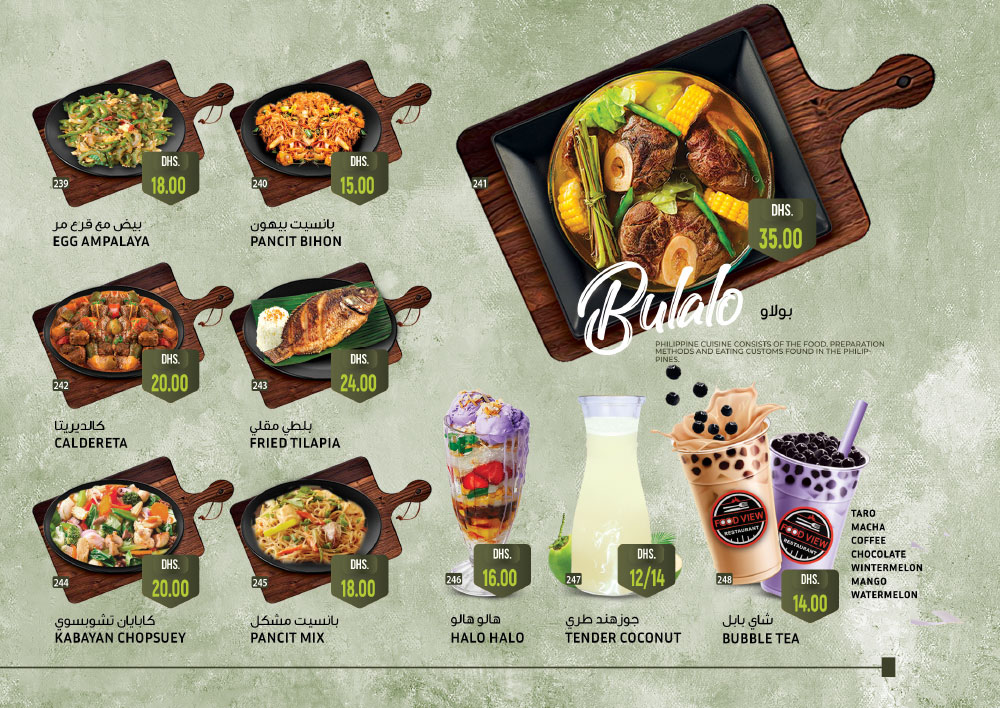 DHS.
18.00
239
بيض مع قرع مر
EGG AMPALAYA
DHS.
15.00
240
بانسيت بيهون
PANCIT BIHON
241
DHS.
35.00
Bulalo
بولاو
PHILIPPINE CUISINE CONSISTS OF THE FOOD, PREPARATION
METHODS AND EATING CUSTOMS FOUND IN THE PHILIP-
PINES.
DHS.
20.00
242
كالديريتا
CALDERETA
DHS.
24.00
243
بلطي مقلي
FRIED TILAPIA
DHS.
20.00
244
كابايان تشوبسوي
KABAYAN CHOPSUEY
DHS.
18.00
245
بانسيت مشكل
PANCIT MIX
DHS.
16.00
246
هالو هالو
HALO HALO
DHS.
12/14
247
جوز هند طري
TENDER COCONUT
FOOD VIEW
RESTAURANT
FOOD VIEW
RESTAURANT
DHS.
14.00
248
شاي بابل
BUBBLE TEA
TARO
MACHA
COFFEE
CHOCOLATE
WINTERMELON
MANGO
WATERMELON